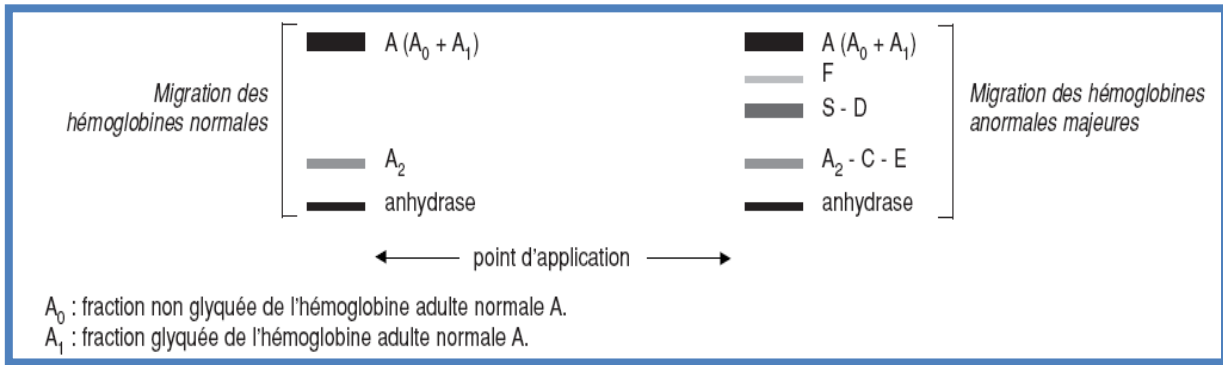 A (A0 + A1)
Migration des
hémoglobines normales
A2
anhydrase
A (A0 + A1)
F
S - D
A2 - C - E
anhydrase
Migration des hémoglobines
anormales majeures
point d’application
A0 : fraction non glyquée de l’hémoglobine adulte normale A.
A1 : fraction glyquée de l’hémoglobine adulte normale A.